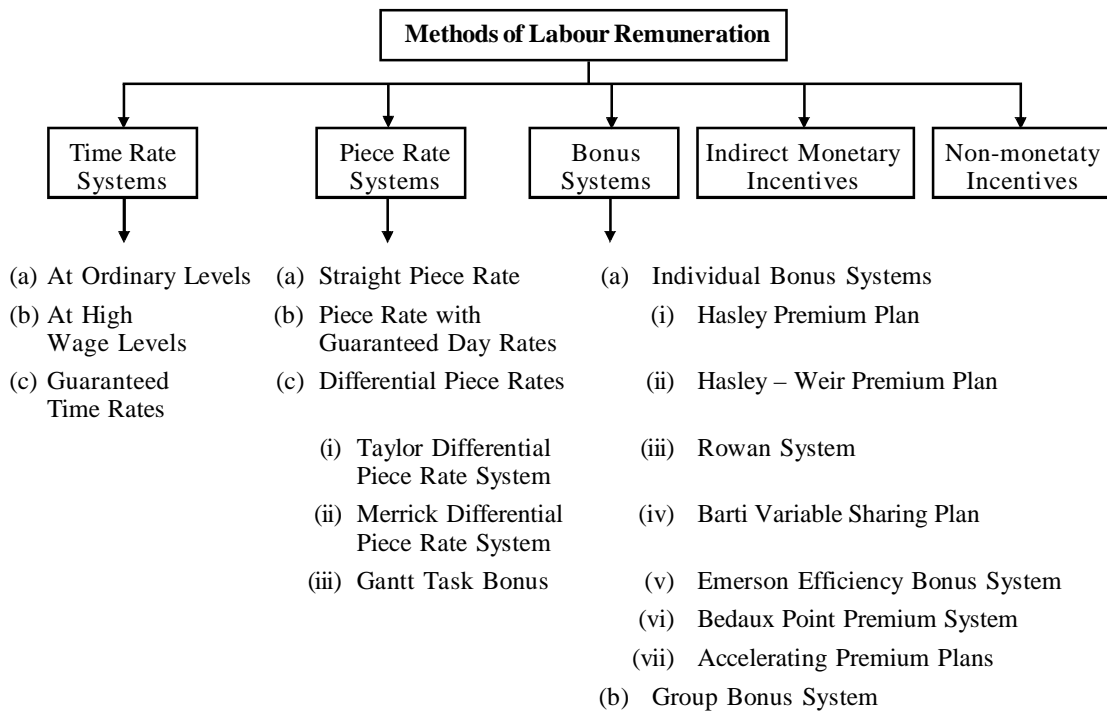 Methods of Labour Remuneration
Time Rate
Systems
Piece Rate
Systems
Bonus
Systems
Indirect Monetary
Incentives
Non-monetaty
Incentives
(a) At Ordinary Levels
(b) At High
Wage Levels
(c) Guaranteed
Time Rates
(a) Straight Piece Rate
(b) Piece Rate with
Guaranteed Day Rates
(c) Differential Piece Rates
(i) Taylor Differential
Piece Rate System
(ii) Merrick Differential
Piece Rate System
(iii) Gantt Task Bonus
(a) Individual Bonus Systems
(i) Hasley Premium Plan
(ii) Hasley – Weir Premium Plan
(iii) Rowan System
(iv) Barti Variable Sharing Plan
(v) Emerson Efficiency Bonus System
(vi) Bedaux Point Premium System
(vii) Accelerating Premium Plans
(b) Group Bonus System